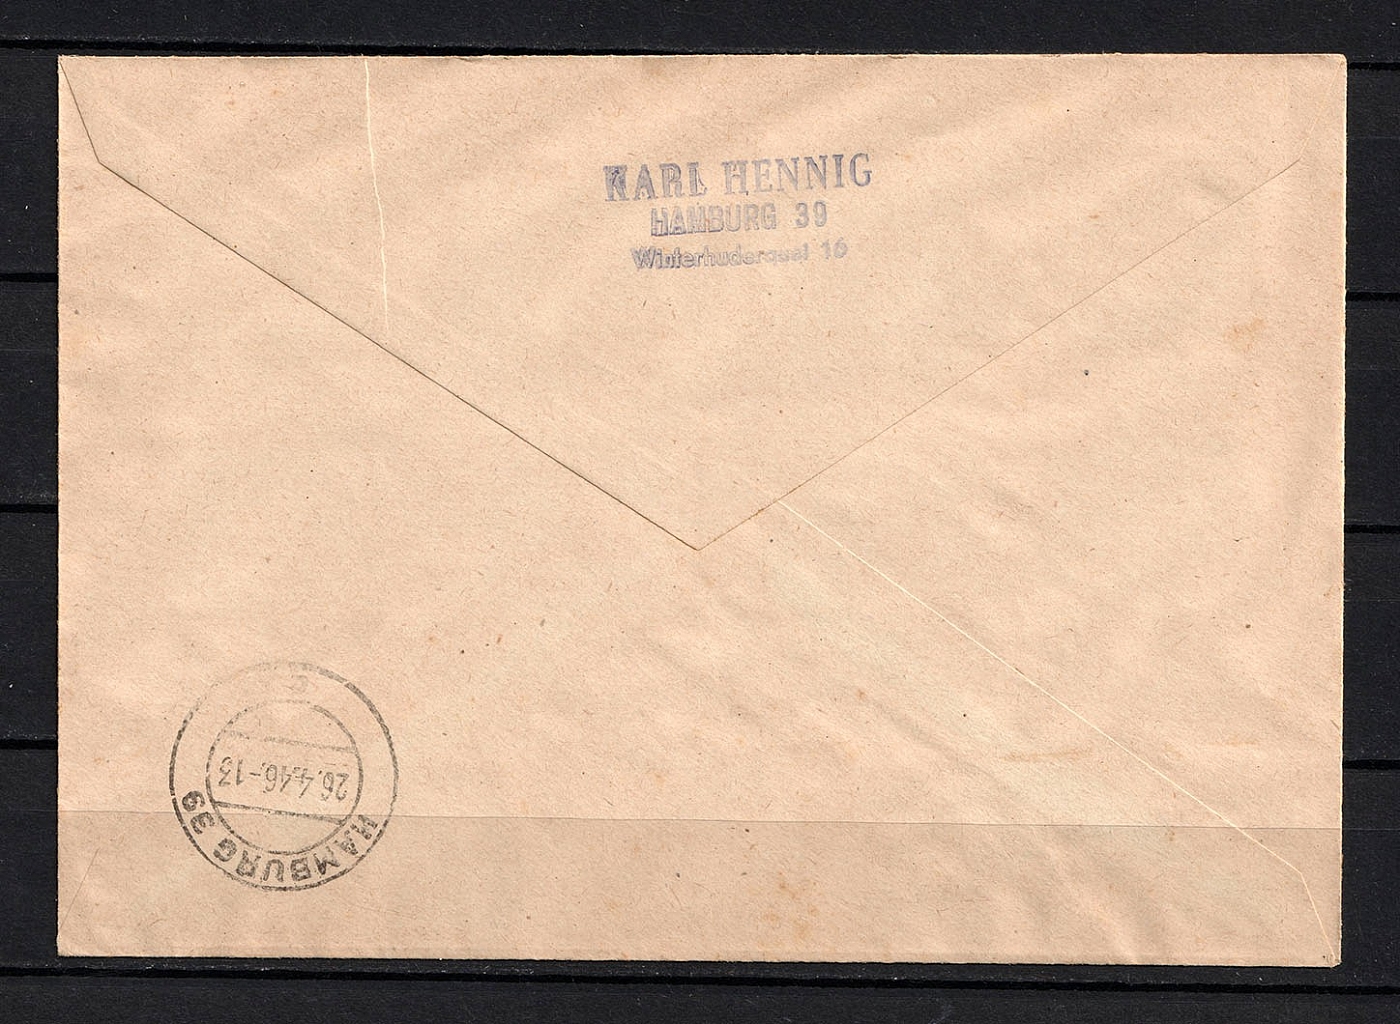 KARL HENNIG
HAMBURG 39
Winterhuderquai 16
HAMBURG 39
26.4.46.-13
c